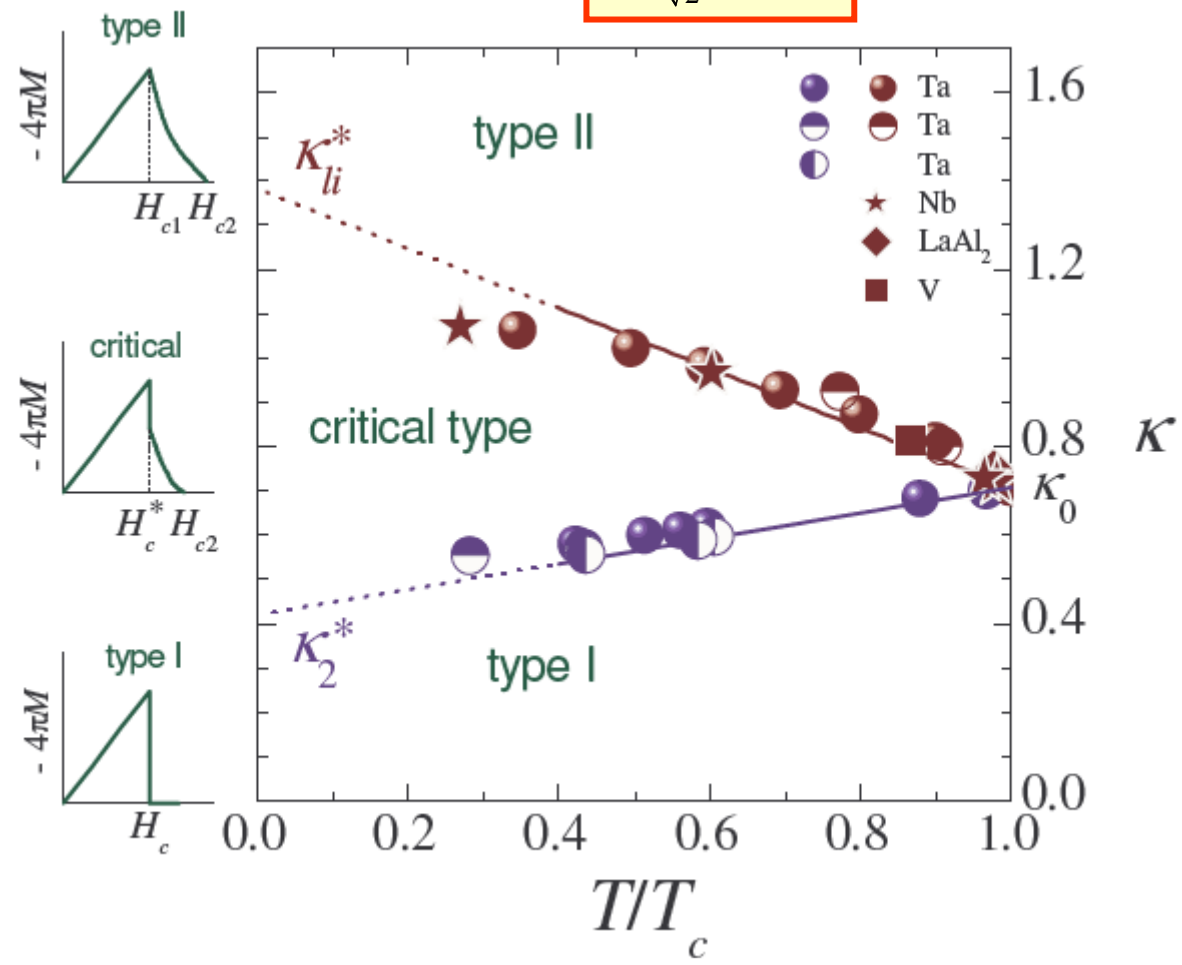 √2
type II
- 4πM
H_c1 H_c2
critical
- 4πM
H_c^* H_c2
type I
- 4πM
H_c
κ_li^*
type II
critical type
κ_2^*
type I
Ta
Ta
Ta
Nb
LaAl_2
V
1.6
1.2
0.8
κ_0
0.4
0.0
κ
0.0 0.2 0.4 0.6 0.8 1.0
T/T_c